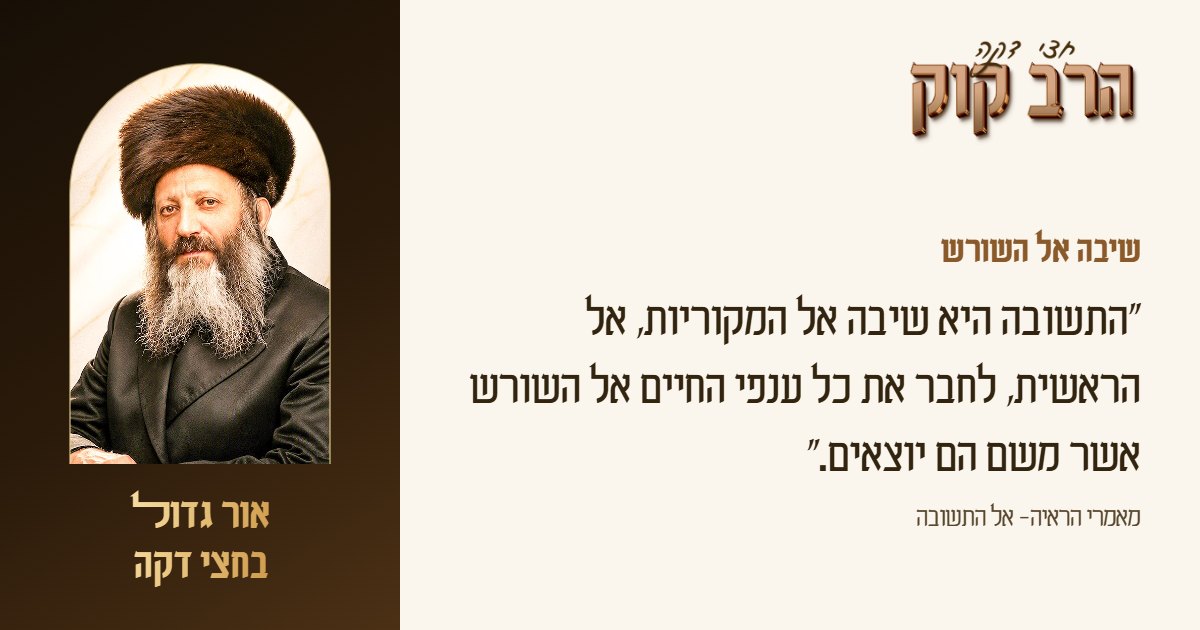 חצי דקה
הרב קוק
שיבה אל השורש
"התשובה היא שיבה אל המקוריות, אל
הראשית, לחבר את כל ענפי החיים אל השורש
אשר משם הם יוצאים."
מאמרי הראיה- אל התשובה
אור גדול
בחצי דקה